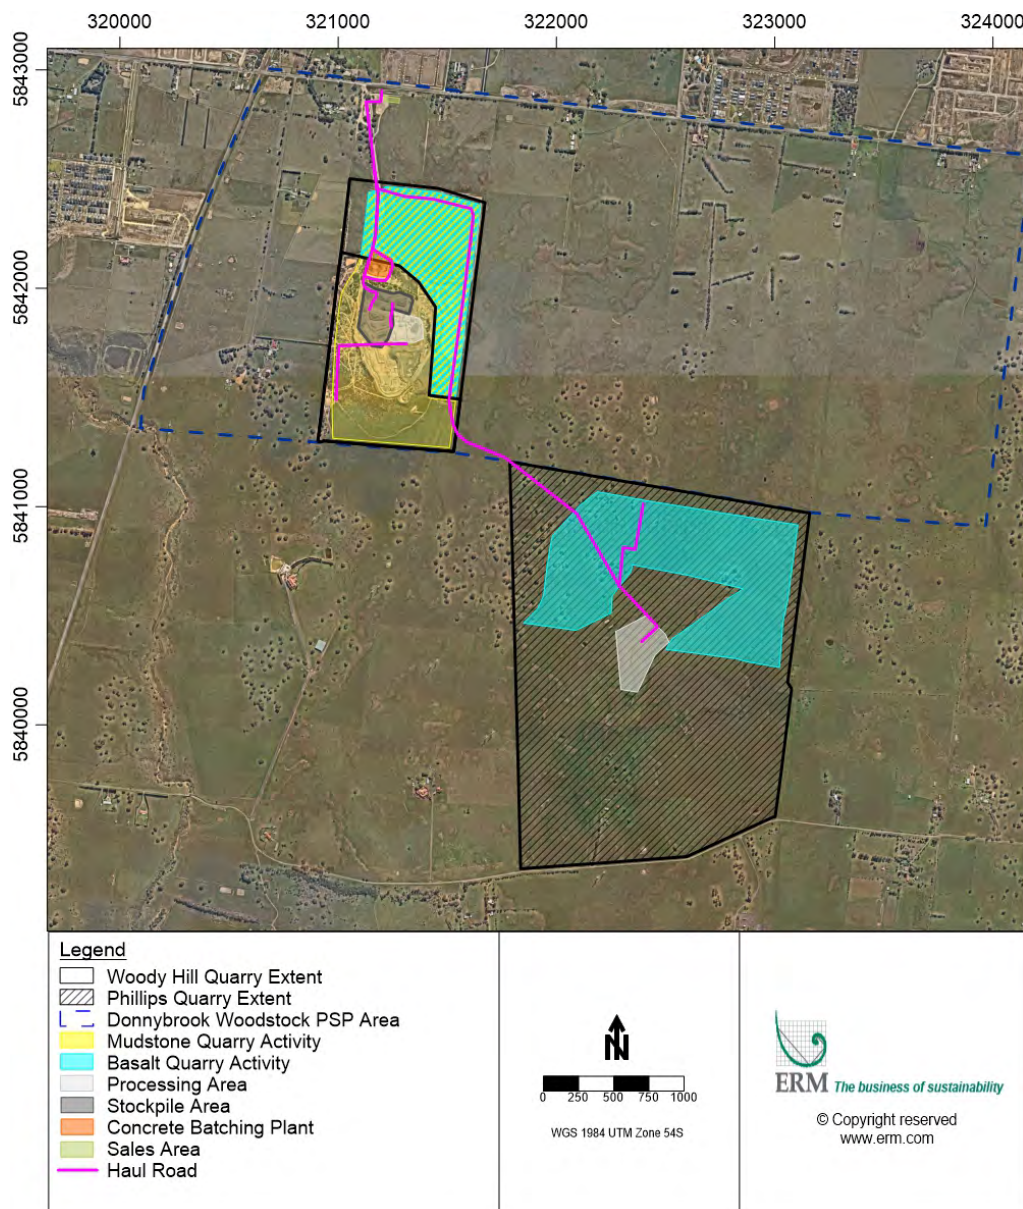 320000 321000 322000 323000 324000
5843000
5842000
5841000
5840000
Legend
Woody Hill Quarry Extent
Phillips Quarry Extent
Donnybrook Woodstock PSP Area
Mudstone Quarry Activity
Basalt Quarry Activity
Processing Area
Stockpile Area
Concrete Batching Plant
Sales Area
Haul Road
N
0 250 500 750 1000
WGS 1984 UTM Zone 54S
ERM The business of sustainability
© Copyright reserved
www.erm.com